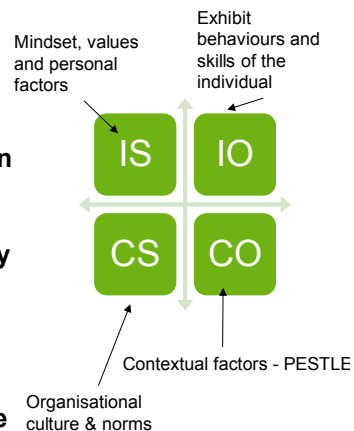 Exhibit
behaviours and
skills of the
individual
Mindset, values
and personal
factors
n
IS
IO
y
CS
CO
Contextual factors - PESTLE
e
Organisational
culture & norms